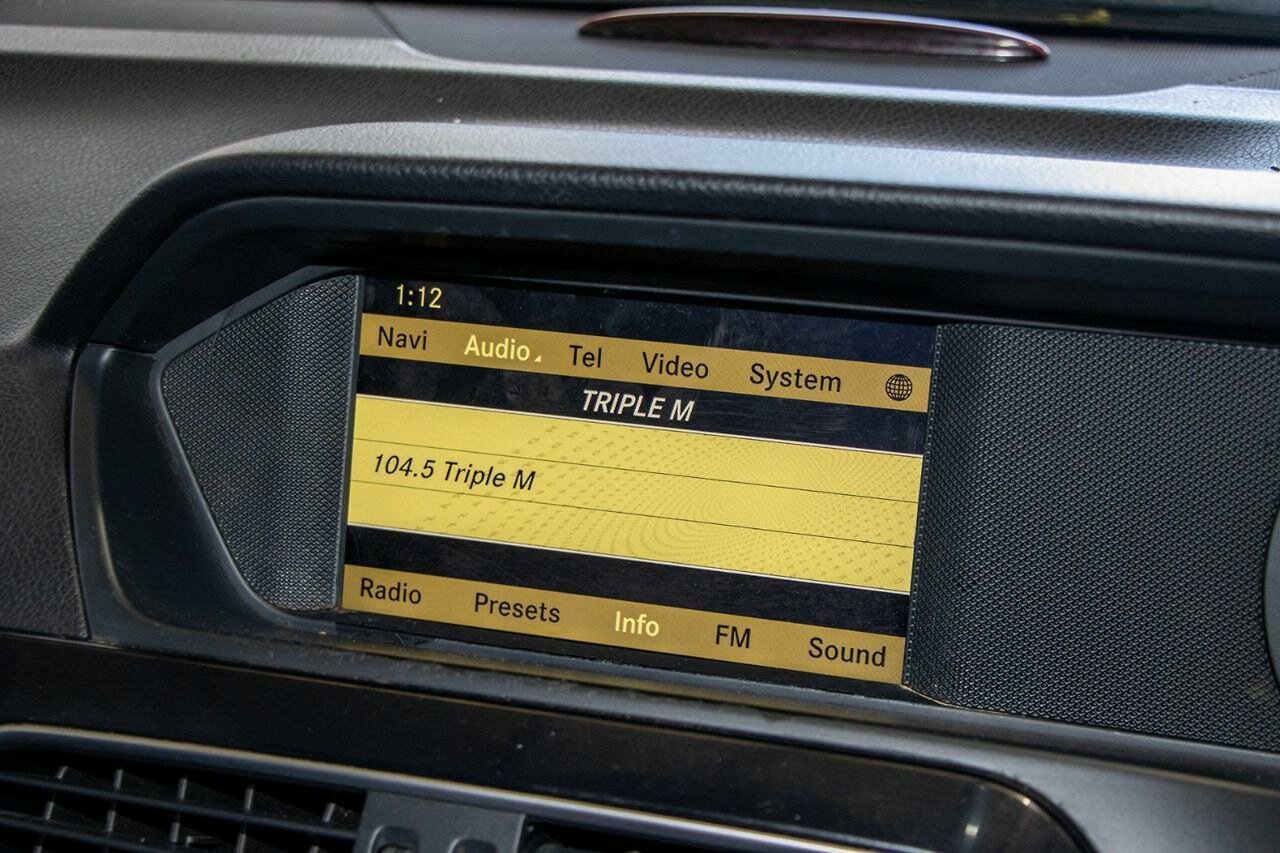 1:12
Navi Audio Tel Video System
TRIPLE M
104.5 Triple M
Radio Presets Info FM Sound